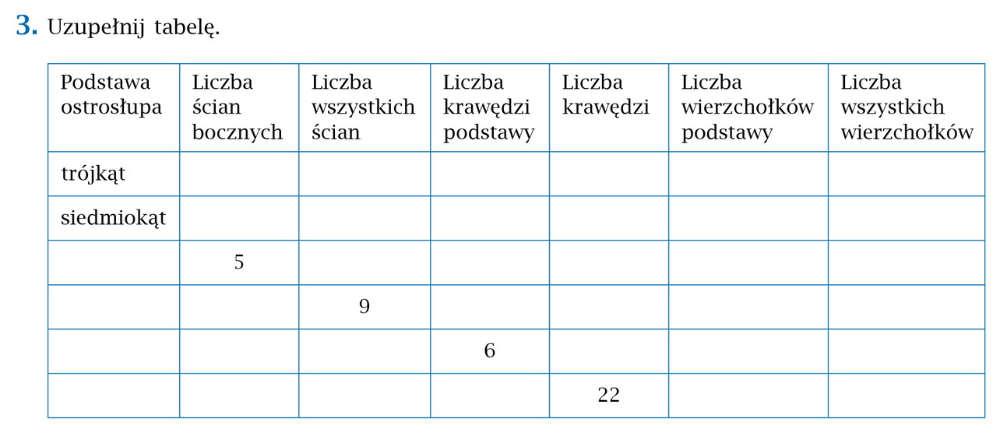 3. Uzupełnij tabelę.
Podstawa ostrosłupa
Liczba ścian bocznych
Liczba wszystkich ścian
Liczba krawędzi podstawy
Liczba krawędzi
Liczba wierzchołków podstawy
Liczba wszystkich wierzchołków
trójkąt
siedmiokąt
5
9
6
22